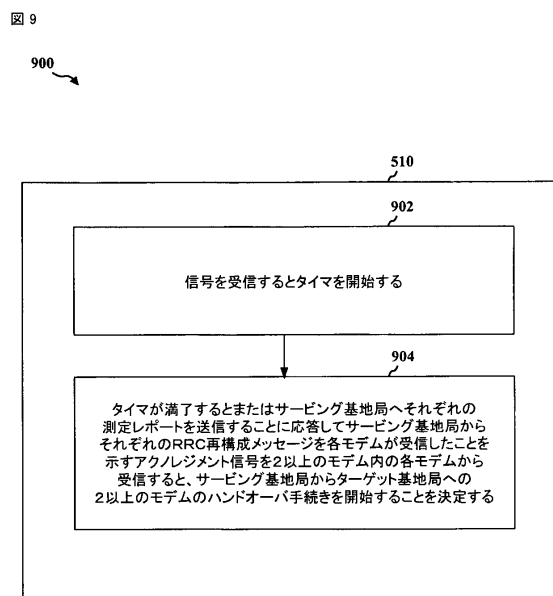 図 9
900
510
902
信号を受信するとタイマを開始する
904
タイマが満了するとまたはサービング基地局へそれぞれの
測定レポートを送信することに応答してサービング基地局から
それぞれのRRC再構成メッセージを各モデムが受信したことを
示すアクノレジメント信号を2以上のモデム内の各モデムから
受信すると、サービング基地局からターゲット基地局への
2以上のモデムのハンドオーバ手続きを開始することを決定する